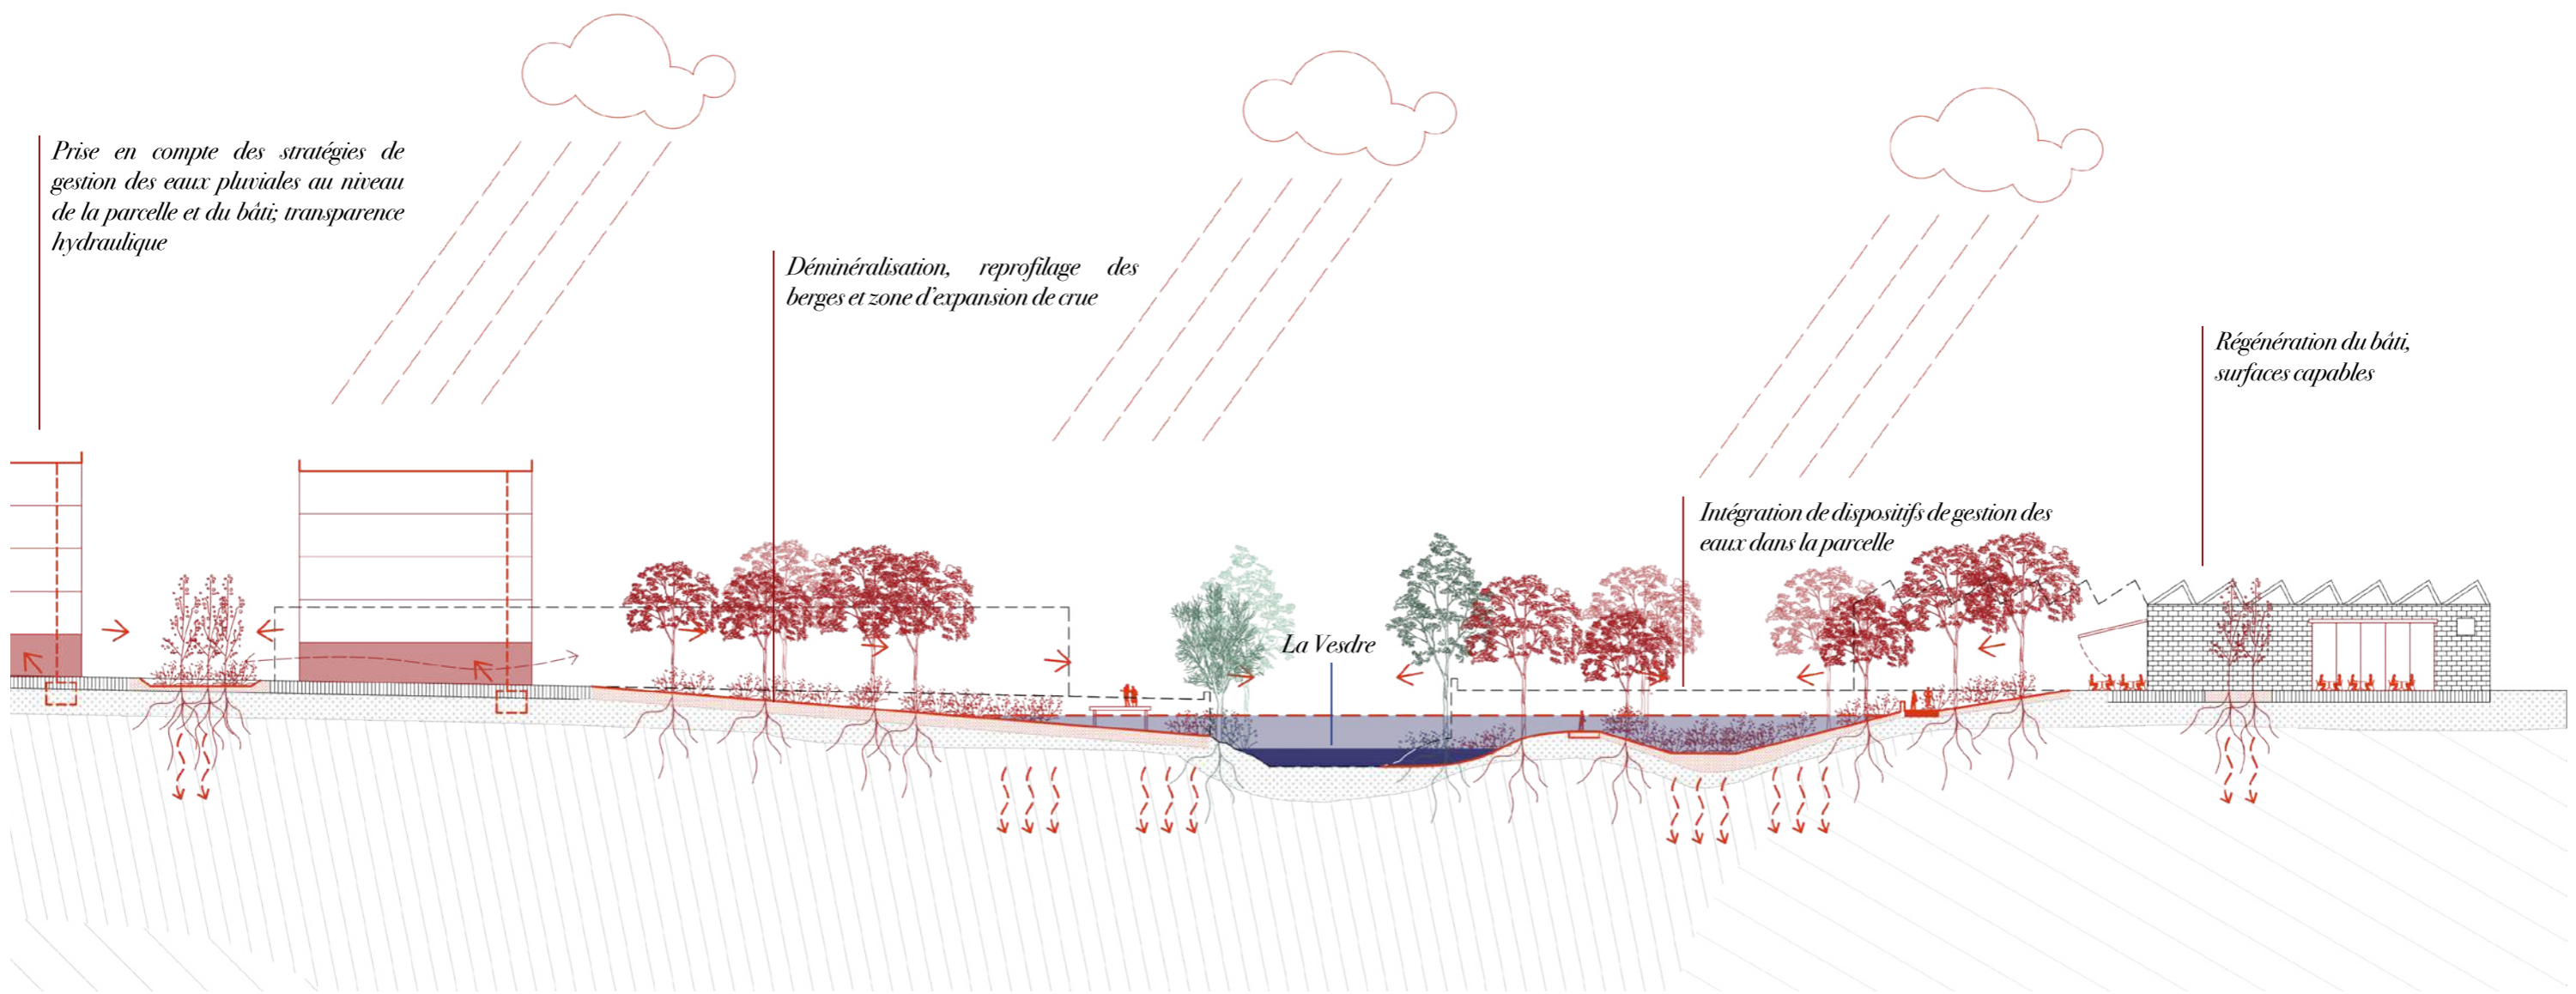 Prise en compte des stratégies de
gestion des eaux pluviales au niveau
de la parcelle et du bâti; transparence
hydraulique
Déminéralisation, reprofilage des
berges et zone d'expansion de crue
Régénération du bâti,
surfaces capables
Intégration de dispositifs de gestion des
eaux dans la parcelle
La Vesdre